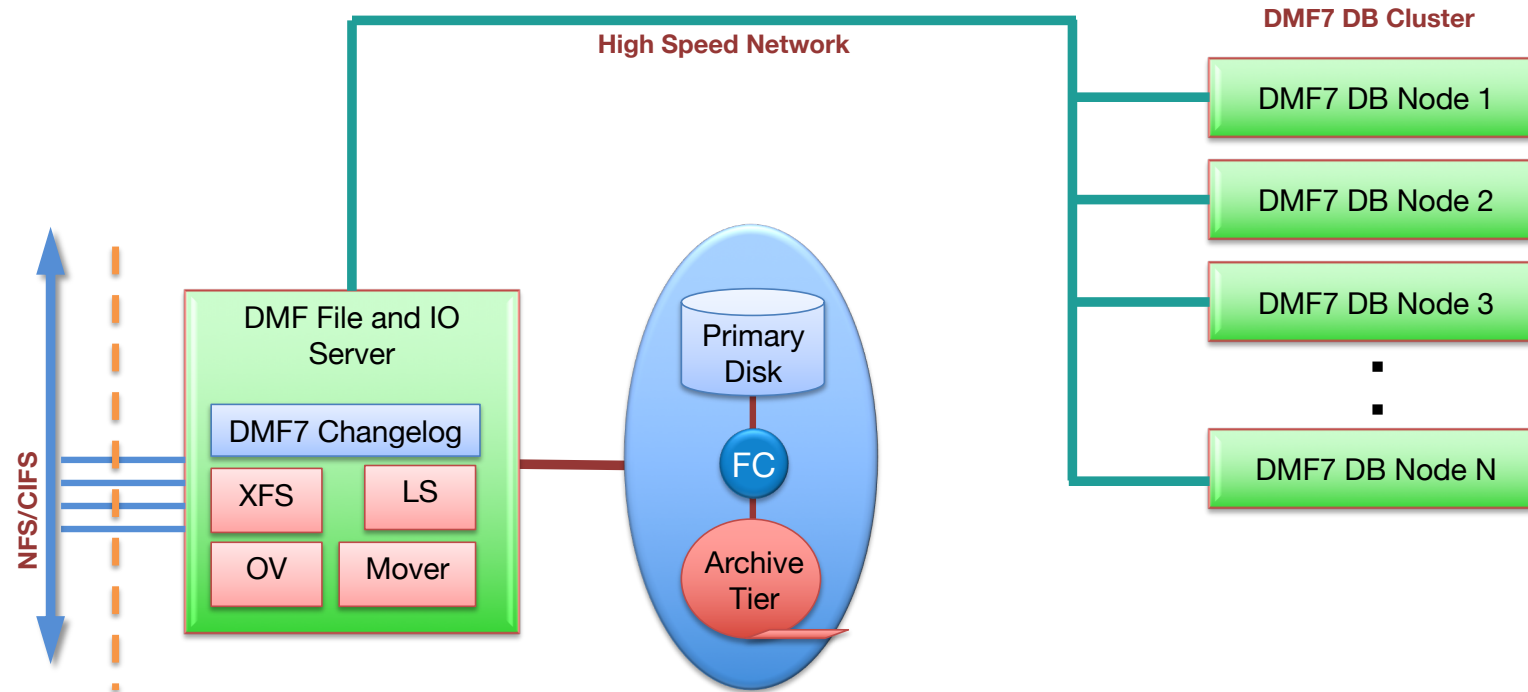 DMF7 DB Cluster
High Speed Network
DMF7 DB Node 1
DMF7 DB Node 2
DMF7 DB Node 3
DMF7 DB Node N
NFS/CIFS
DMF File and IO
Server
DMF7 Changelog
XFS
LS
OV
Mover
Primary
Disk
FC
Archive
Tier